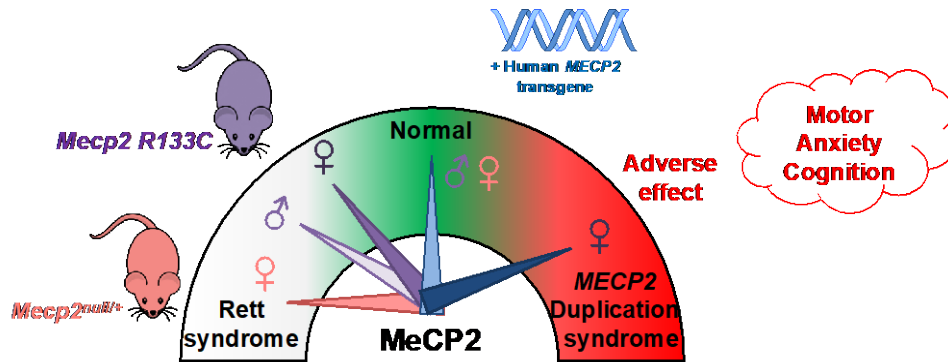 + Human MECP2
transgene
Normal
Mecp2 R133C
♀
♂
♂♀
Motor
Anxiety
Cognition
Adverse
effect
♀
♀
Mecp2null/+
Rett
syndrome
MeCP2
MECP2
Duplication
syndrome